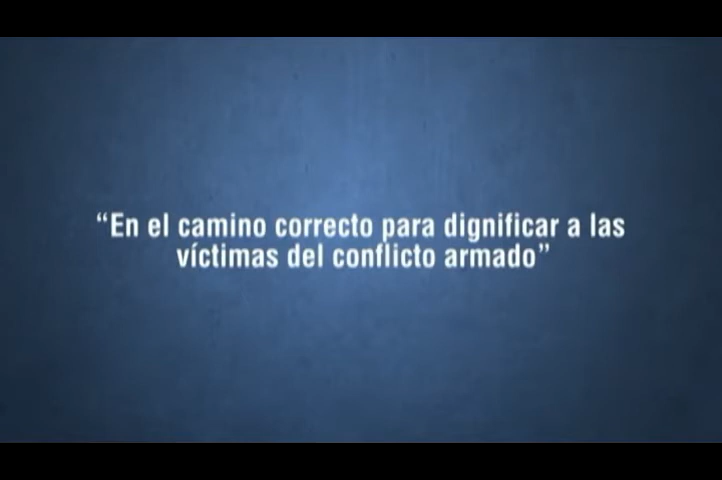 “En el camino correcto para dignificar a las
víctimas del conflicto armado”